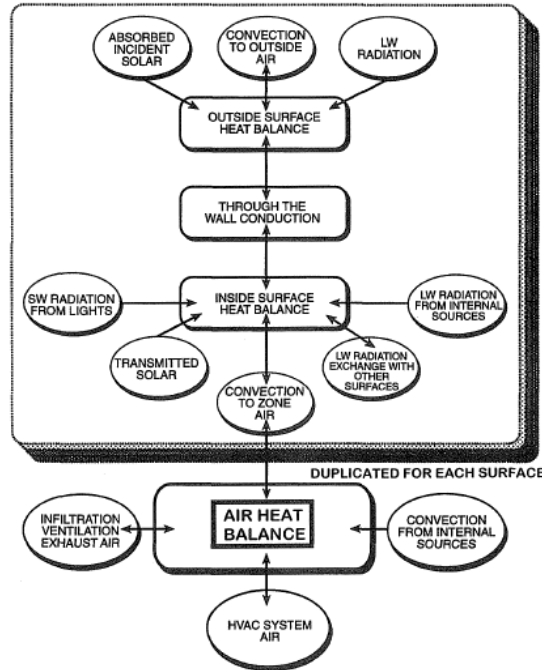 ABSORBED
INCIDENT
SOLAR
CONVECTION
TO OUTSIDE
AIR
LW
RADIATION
OUTSIDE SURFACE
HEAT BALANCE
THROUGH THE
WALL CONDUCTION
SW RADIATION
FROM LIGHTS
INSIDE SURFACE
HEAT BALANCE
LW RADIATION
FROM INTERNAL
SOURCES
TRANSMITTED
SOLAR
LW RADIATION
EXCHANGE WITH
OTHER
SURFACES
CONVECTION
TO ZONE
AIR
DUPLICATED FOR EACH SURFACE
INFILTRATION
VENTILATION
EXHAUST AIR
AIR HEAT
BALANCE
CONVECTION
FROM INTERNAL
SOURCES
HVAC SYSTEM
AIR